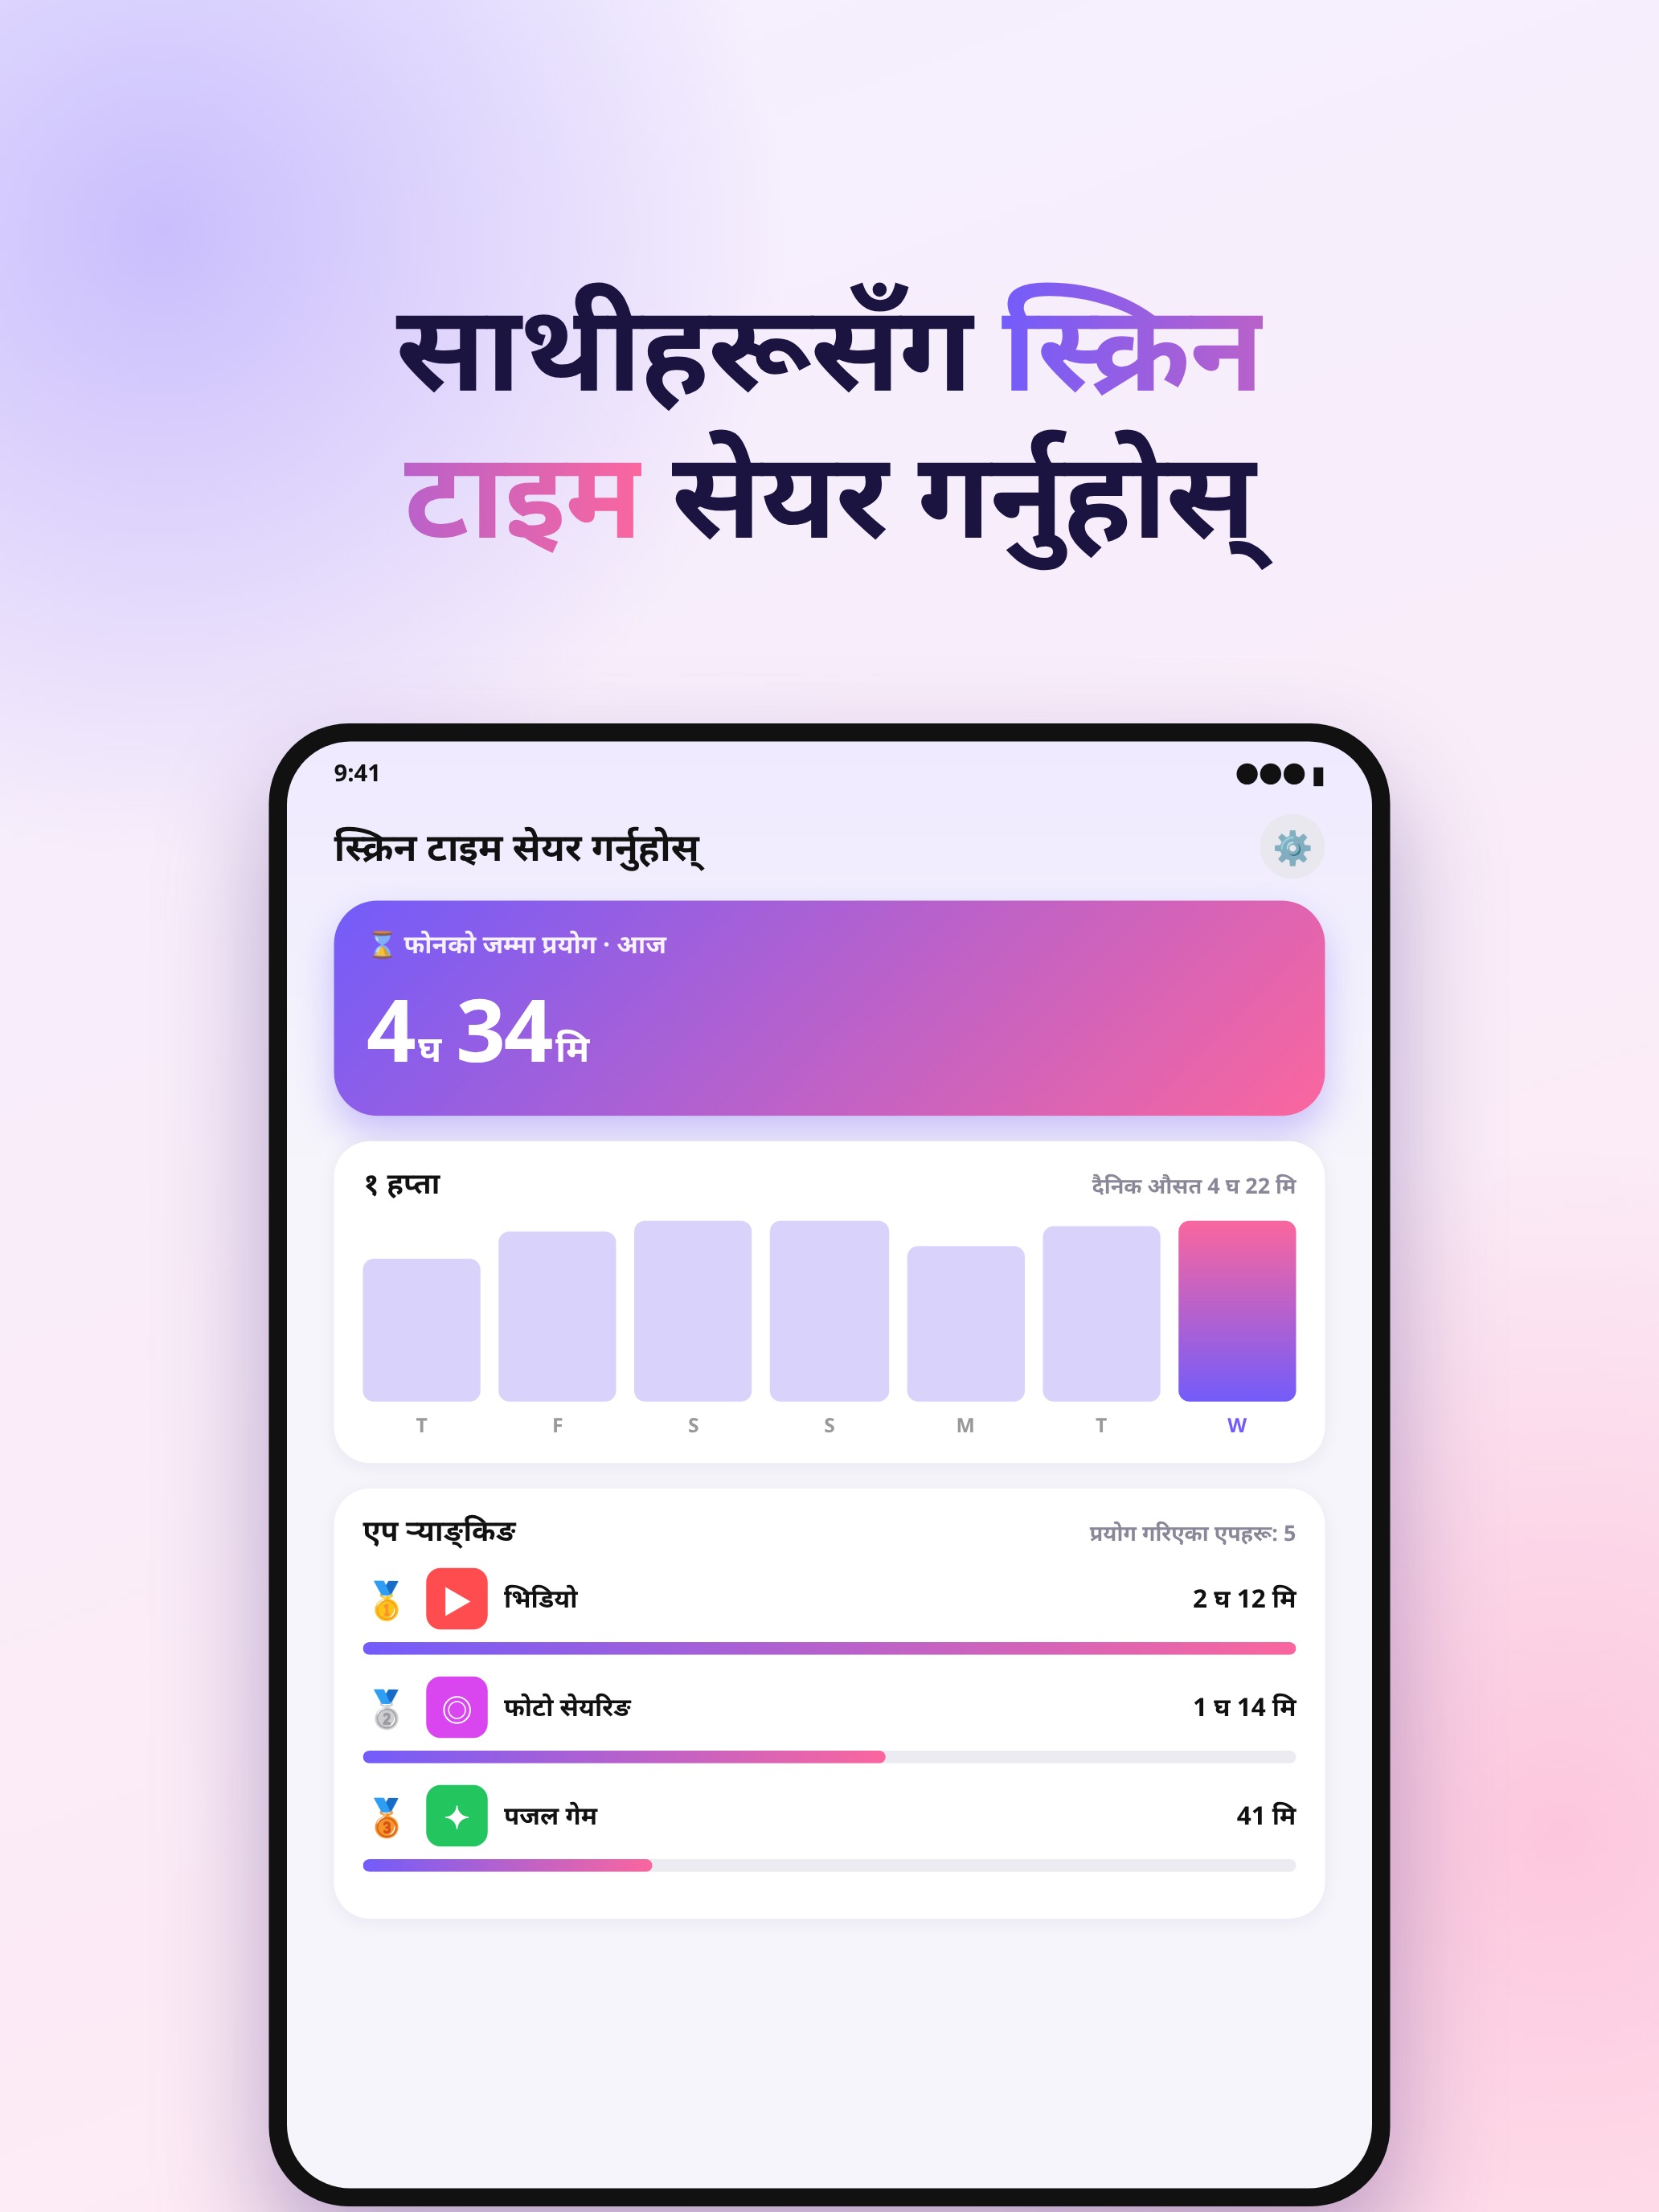 साथीहरूसँग स्क्रिन
टाइम सेयर गर्नुहोस्
9:41
स्क्रिन टाइम सेयर गर्नुहोस्
⌛ फोनको जम्मा प्रयोग · आज
4घ 34मि
१ हप्ता
दैनिक औसत 4 घ 22 मि
T F S S M T W
एप र्‍याङ्किङ
प्रयोग गरिएका एपहरू: 5
🥇 भिडियो 2 घ 12 मि
🥈 फोटो सेयरिङ 1 घ 14 मि
🥉 पजल गेम 41 मि